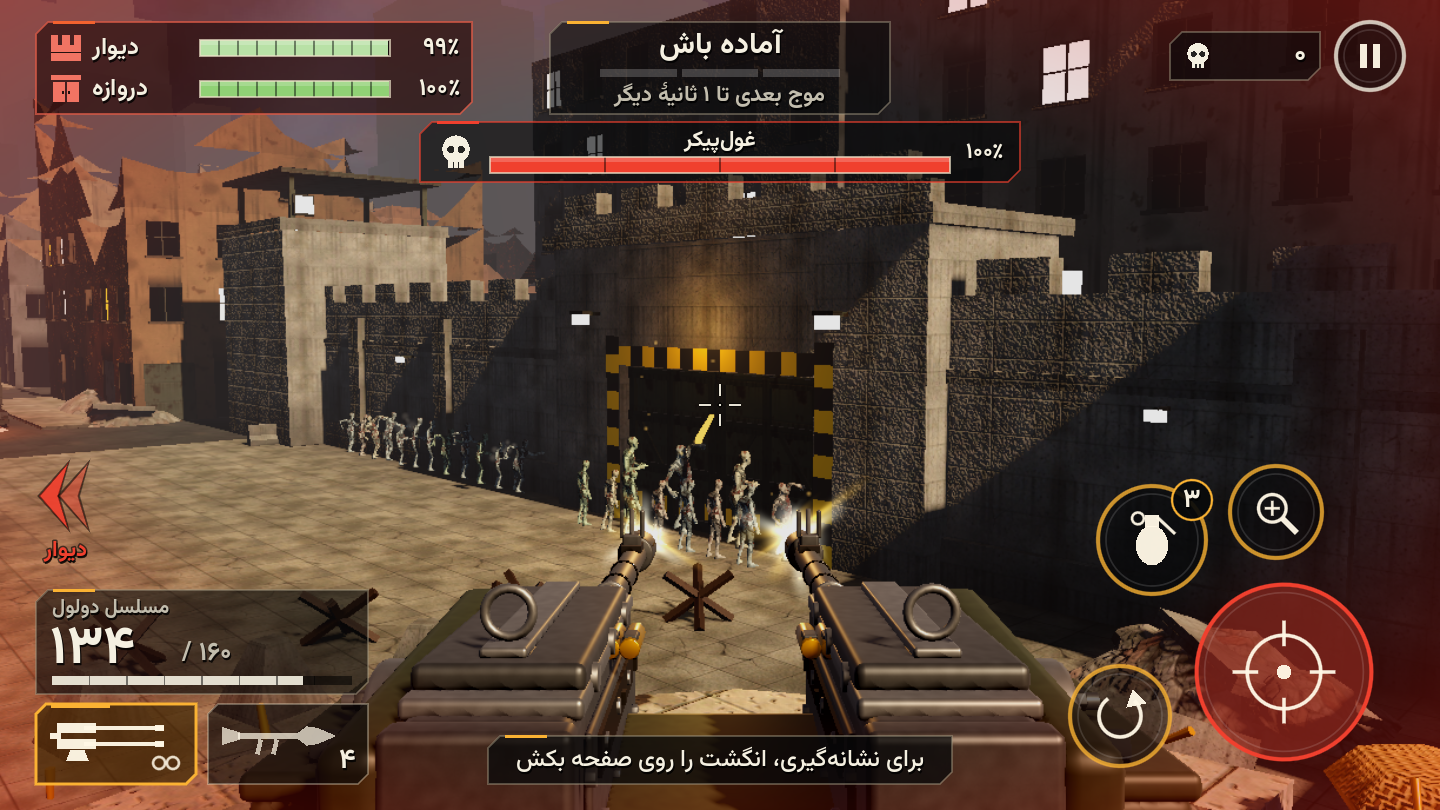 دیوار ۹۹٪
دروازه ۱۰۰٪
آماده باش
موج بعدی تا ۱ ثانیهٔ دیگر
۰
غول‌پیکر
۱۰۰٪
دیوار
۳
مسلسل دولول
۱۳۴ / ۱۶۰
∞
۴
برای نشانه‌گیری، انگشت را روی صفحه بکش